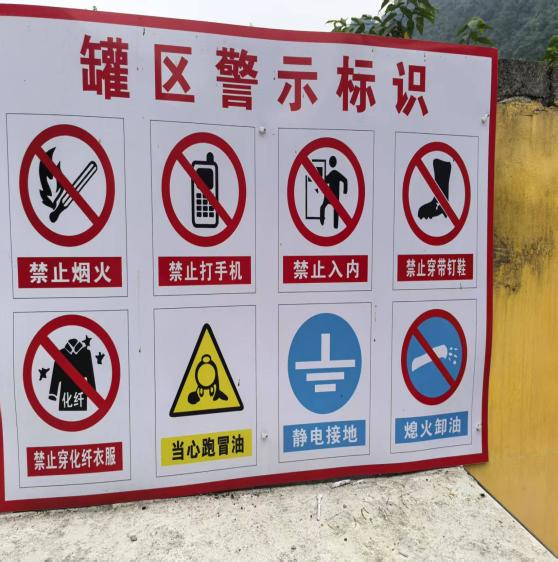 罐区警示标识
禁止烟火
禁止打手机
禁止入内
禁止穿带钉鞋
化纤
禁止穿化纤衣服
当心跑冒油
静电接地
熄火卸油